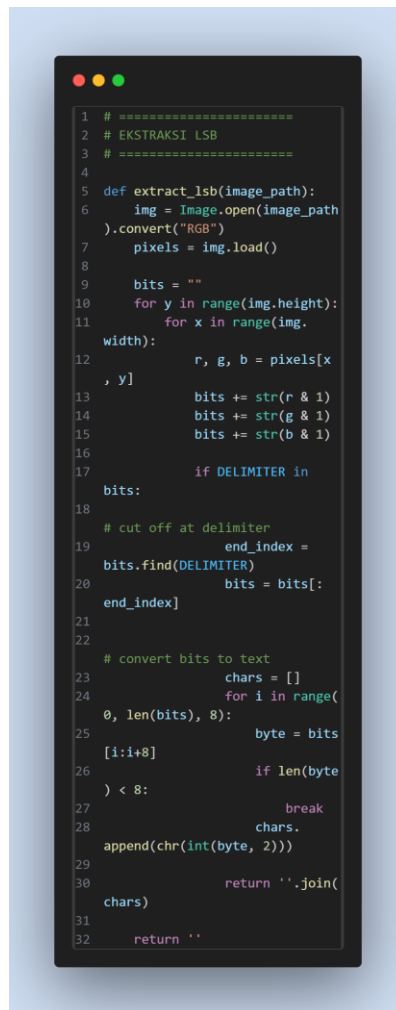 1 # =======================
2 # EKSTRAKSI LSB
3 # =======================
4
5 def extract_lsb(image_path):
6     img = Image.open(image_path
).convert("RGB")
7     pixels = img.load()
8
9     bits = ""
10     for y in range(img.height):
11         for x in range(img.
width):
12             r, g, b = pixels[x
, y]
13             bits += str(r & 1)
14             bits += str(g & 1)
15             bits += str(b & 1)
16
17             if DELIMITER in
bits:
18
# cut off at delimiter
19                 end_index =
bits.find(DELIMITER)
20                 bits = bits[:
end_index]
21
22
# convert bits to text
23                 chars = []
24                 for i in range(
0, len(bits), 8):
25                     byte = bits
[i:i+8]
26                     if len(byte
) < 8:
27                         break
28                     chars.
append(chr(int(byte, 2)))
29
30                 return ''.join(
chars)
31
32     return ''